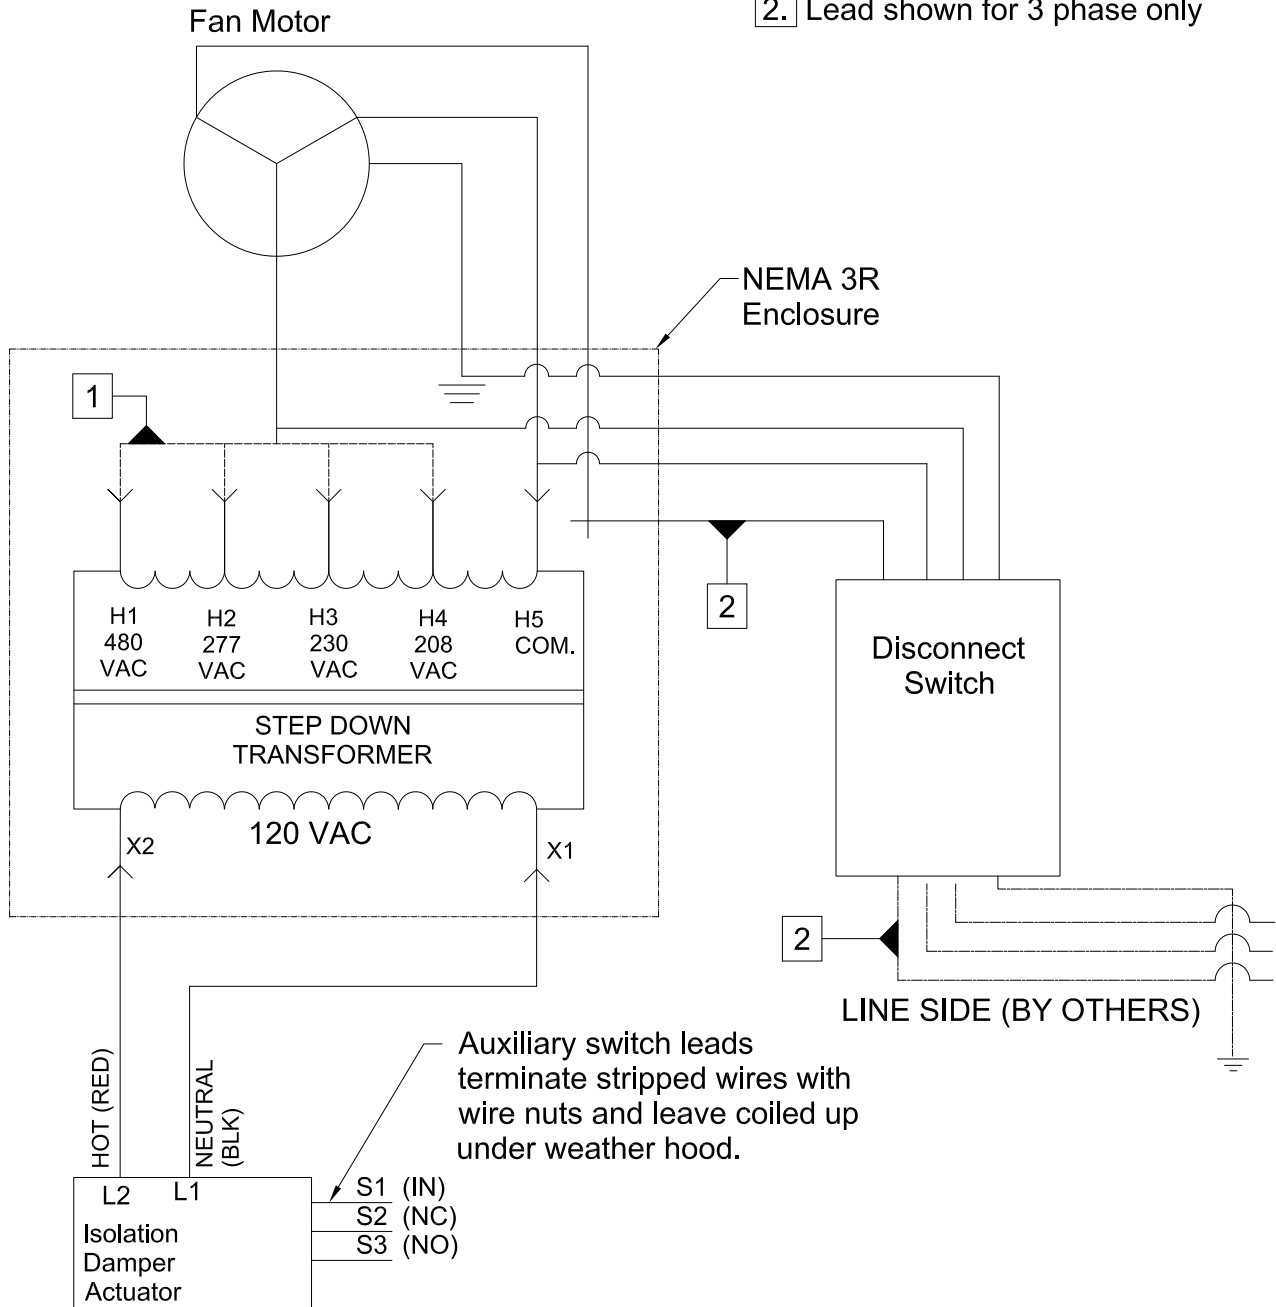 2. Lead shown for 3 phase only
Fan Motor
NEMA 3R
Enclosure
1
2
H1
480
VAC
H2
277
VAC
H3
230
VAC
H4
208
VAC
H5
COM.
STEP DOWN
TRANSFORMER
120 VAC
X2
X1
Disconnect
Switch
2
LINE SIDE (BY OTHERS)
Auxiliary switch leads
terminate stripped wires with
wire nuts and leave coiled up
under weather hood.
HOT (RED)
NEUTRAL
(BLK)
L2
L1
S1 (IN)
S2 (NC)
S3 (NO)
Isolation
Damper
Actuator